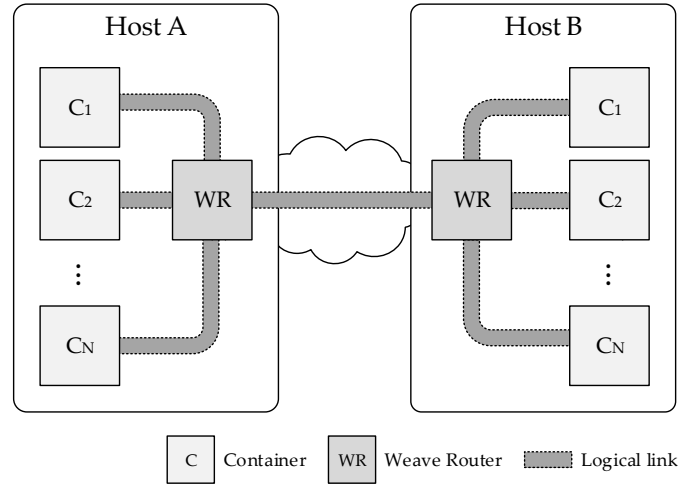 Host A
Host B
C1
C1
C2
WR
WR
C2
⋮
⋮
CN
CN
C Container
WR Weave Router
Logical link